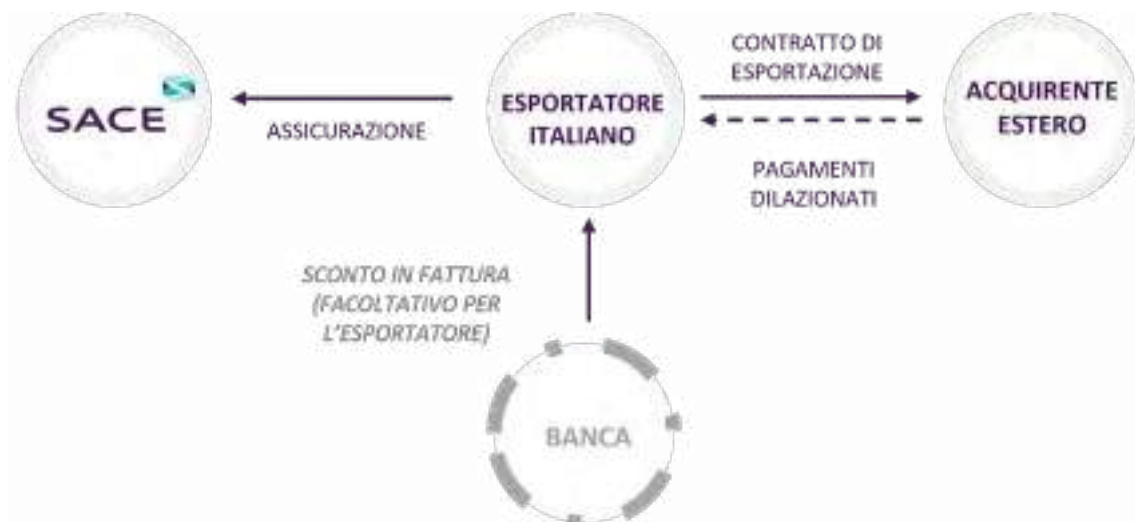 SACE
ASSICURAZIONE
ESPORTATORE
ITALIANO
CONTRATTO DI
ESPORTAZIONE
PAGAMENTI
DILAZIONATI
ACQUIRENTE
ESTERO
SCONTO IN FATTURA
(FACOLTATIVO PER
L'ESPORTATORE)
BANCA